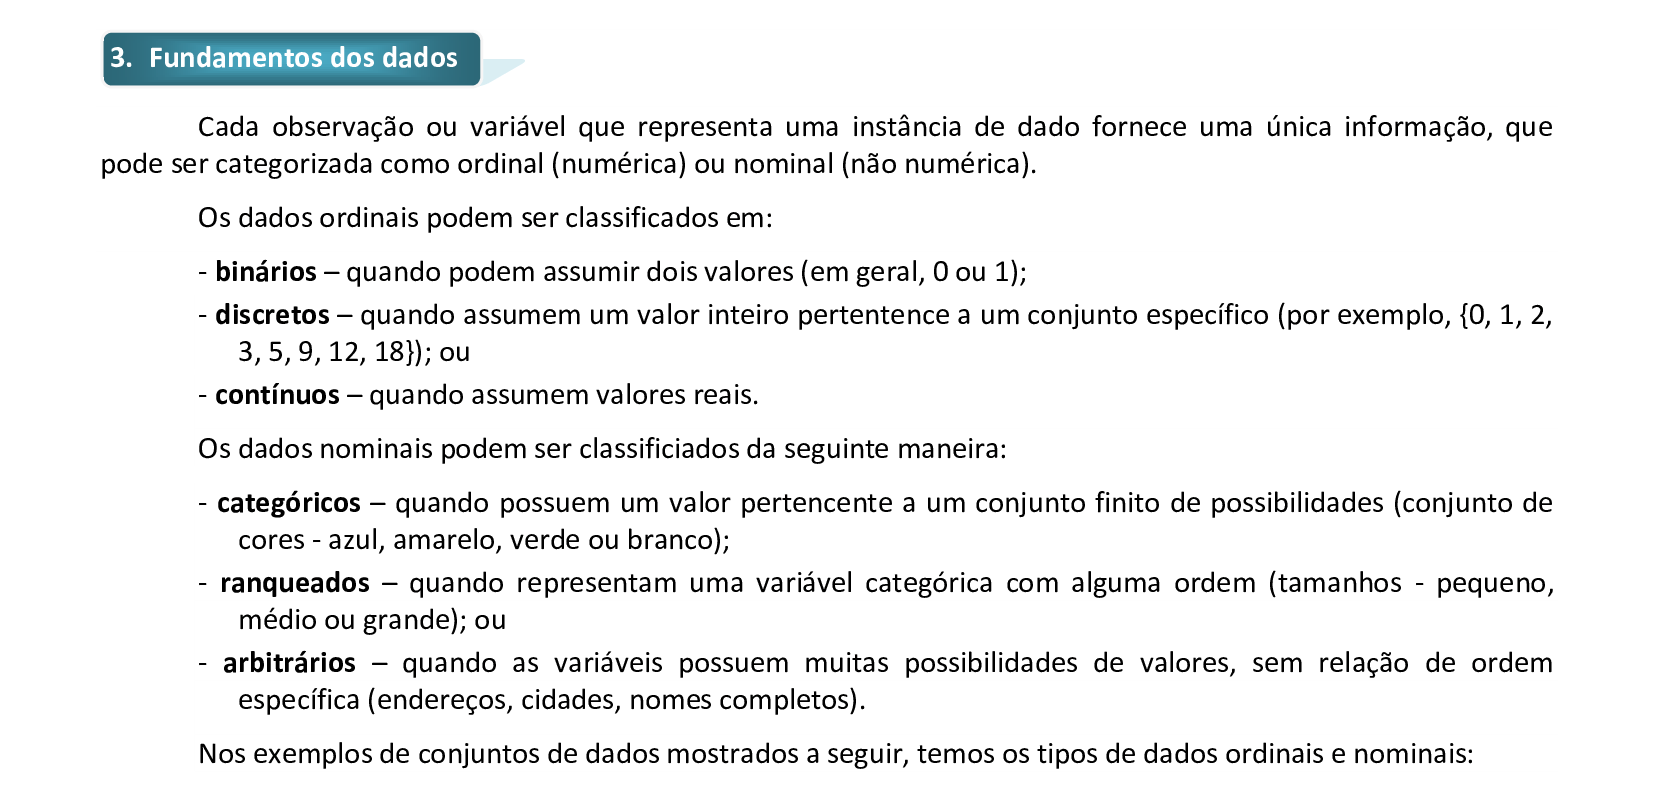 3. Fundamentos dos dados
Cada observação ou variável que representa uma instância de dado fornece uma única informação, que
pode ser categorizada como ordinal (numérica) ou nominal (não numérica).
Os dados ordinais podem ser classificados em:
- binários – quando podem assumir dois valores (em geral, 0 ou 1);
- discretos – quando assumem um valor inteiro pertentence a um conjunto específico (por exemplo, {0, 1, 2,
3, 5, 9, 12, 18}); ou
- contínuos – quando assumem valores reais.
Os dados nominais podem ser classificiados da seguinte maneira:
- categóricos – quando possuem um valor pertencente a um conjunto finito de possibilidades (conjunto de
cores - azul, amarelo, verde ou branco);
- ranqueados – quando representam uma variável categórica com alguma ordem (tamanhos - pequeno,
médio ou grande); ou
- arbitrários – quando as variáveis possuem muitas possibilidades de valores, sem relação de ordem
específica (endereços, cidades, nomes completos).
Nos exemplos de conjuntos de dados mostrados a seguir, temos os tipos de dados ordinais e nominais: